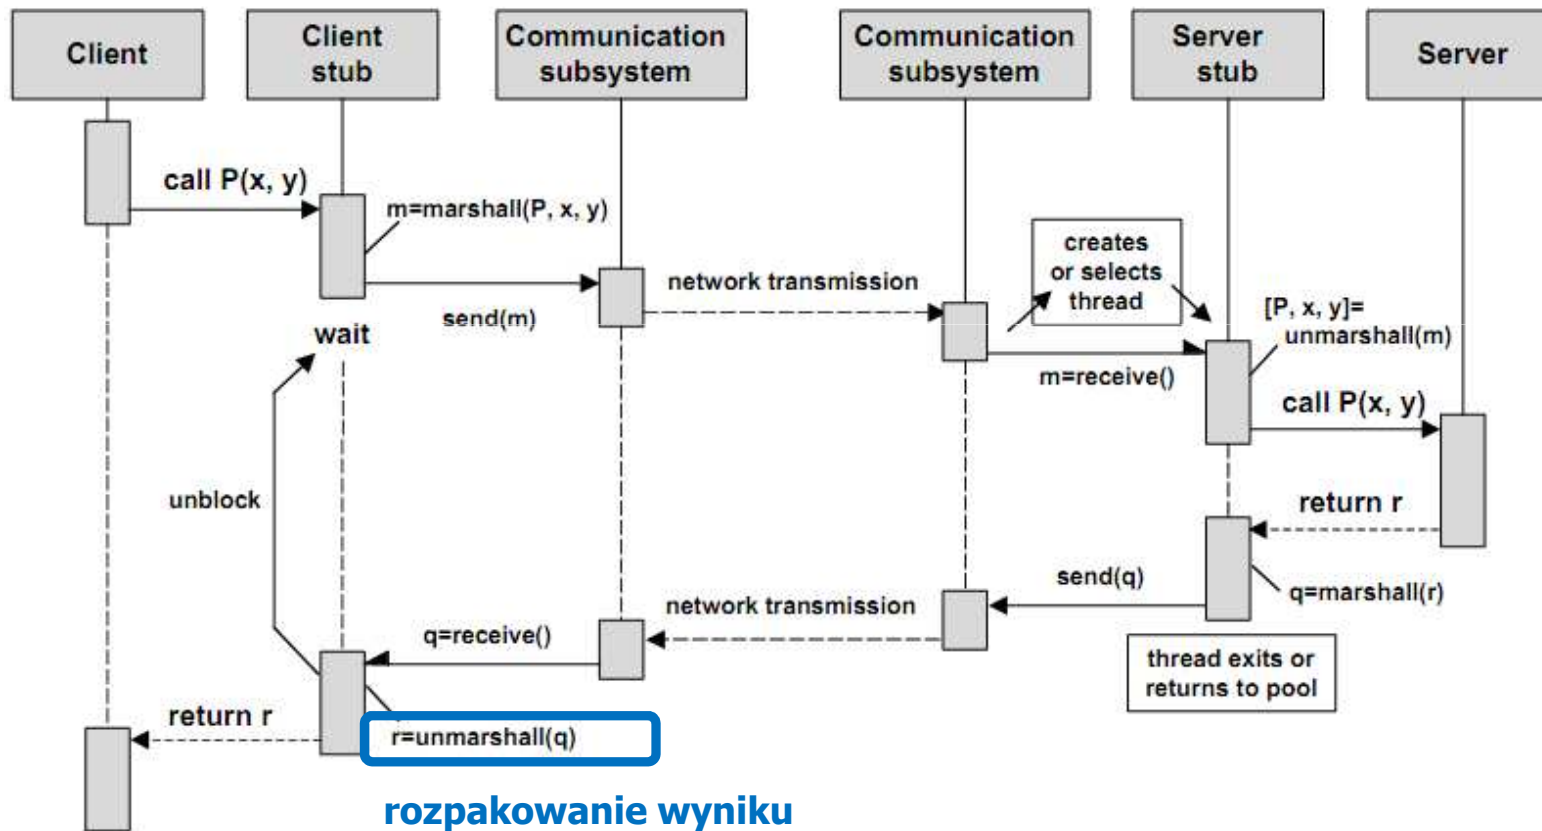 Client
Client
stub
Communication
subsystem
Communication
subsystem
Server
stub
Server
call P(x, y)
m=marshall(P, x, y)
send(m)
network transmission
creates
or selects
thread
m=receive()
[P, x, y]=
unmarshall(m)
call P(x, y)
wait
unblock
return r
q=marshall(r)
send(q)
network transmission
q=receive()
thread exits or
returns to pool
return r
r=unmarshall(q)
rozpakowanie wyniku